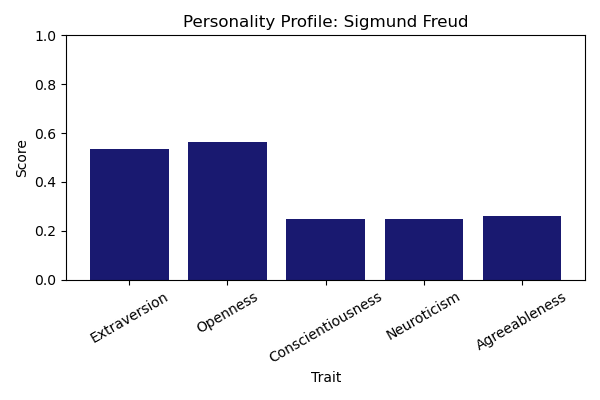 Personality Profile: Sigmund Freud
1.0
0.8
0.6
0.4
0.2
0.0
Score
Extraversion
Openness
Conscientiousness
Neuroticism
Agreeableness
Trait